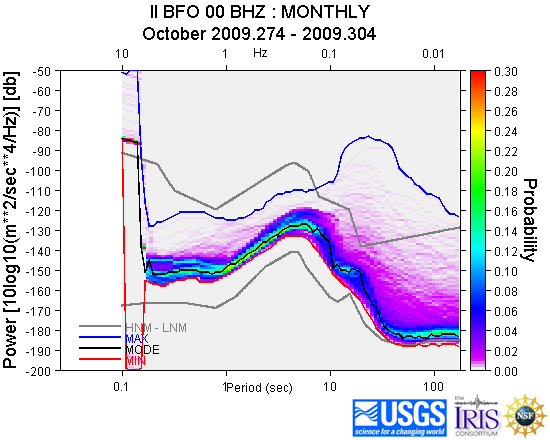 II BFO 00 BHZ : MONTHLY
October 2009.274 - 2009.304
10 1 Hz 0.1 0.01
Power [10log10(m**2/sec**4/Hz)] [db]
-50
-60
-70
-80
-90
-100
-110
-120
-130
-140
-150
-160
-170
-180
-190
-200
HNM - LNM
MAX
MODE
MIN
0.1 1 Period (sec) 10 100
0.30
0.28
0.26
0.24
0.22
0.20
0.18
0.16
0.14
0.12
0.10
0.08
0.06
0.04
0.02
0.00
Probability
USGS
science for a changing world
the
IRIS
CONSORTIUM
NSF